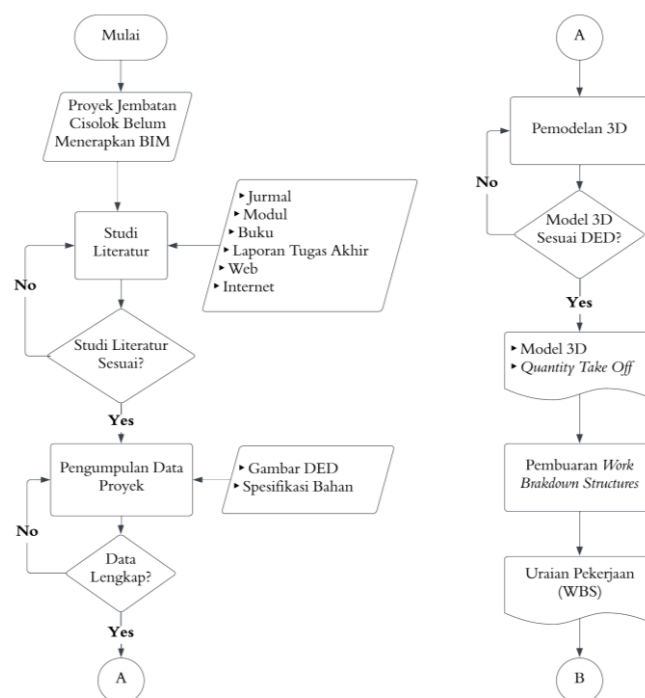 Mulai
Proyek Jembatan
Cisolok Belum
Menerapkan BIM
Studi
Literatur
‣ Jurmal
‣ Modul
‣ Buku
‣ Laporan Tugas Akhir
‣ Web
‣ Internet
No
Studi Literatur
Sesuai?
Yes
Pengumpulan Data
Proyek
‣ Gambar DED
‣ Spesifikasi Bahan
No
Data
Lengkap?
Yes
A
A
Pemodelan 3D
No
Model 3D
Sesuai DED?
Yes
‣ Model 3D
‣ Quantity Take Off
Pembuaran Work
Brakdown Structures
Uraian Pekerjaan
(WBS)
B